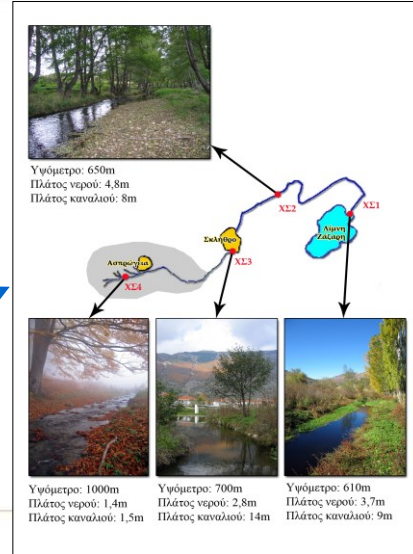 Υψόμετρο: 650m
Πλάτος νερού: 4,8m
Πλάτος καναλιού: 8m
ΧΣ2
ΧΣ1
Λίμνη
Ζάζαρη
Σκλήθρο
ΧΣ3
Ασπρόγεια
ΧΣ4
Υψόμετρο: 1000m
Πλάτος νερού: 1,4m
Πλάτος καναλιού: 1,5m
Υψόμετρο: 700m
Πλάτος νερού: 2,8m
Πλάτος καναλιού: 14m
Υψόμετρο: 610m
Πλάτος νερού: 3,7m
Πλάτος καναλιού: 9m